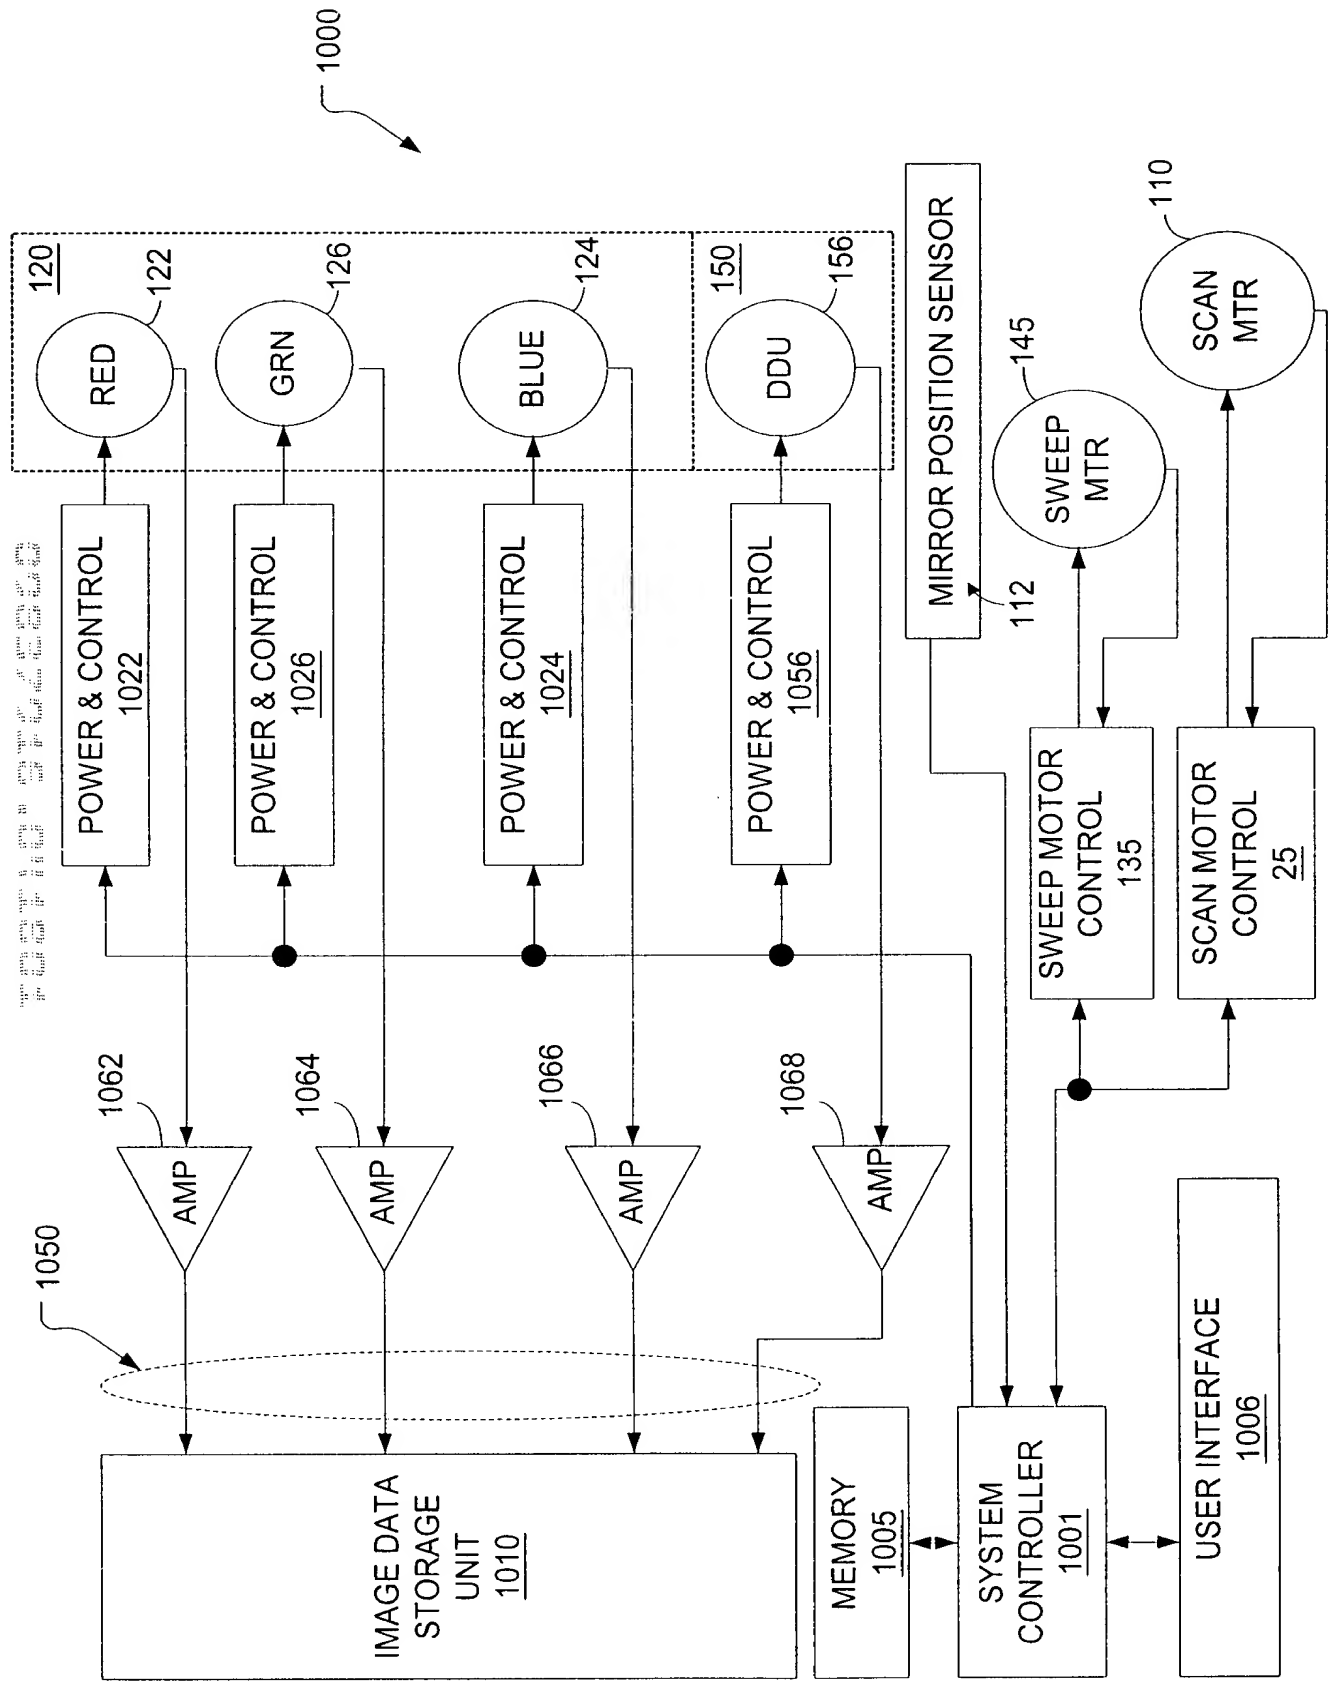 1000
120
RED
122
GRN
126
BLUE
124
150
DDU
156
POWER & CONTROL
1022
POWER & CONTROL
1026
POWER & CONTROL
1024
POWER & CONTROL
1056
MIRROR POSITION SENSOR
112
SWEEP
MTR
145
SCAN
MTR
110
SWEEP MOTOR
CONTROL
135
SCAN MOTOR
CONTROL
25
1062
AMP
1064
AMP
1066
AMP
1068
AMP
1050
IMAGE DATA
STORAGE
UNIT
1010
MEMORY
1005
SYSTEM
CONTROLLER
1001
USER INTERFACE
1006